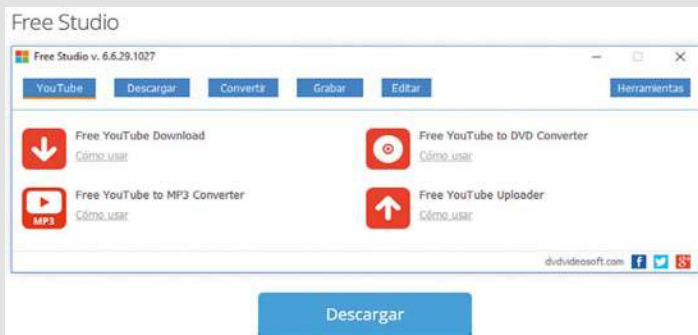 Free Studio
Free Studio v. 6.6.29.1027
YouTube Descargar Convertir Grabar Editar Herramientas
Free YouTube Download Free YouTube to DVD Converter
Cómo usar Cómo usar
Free YouTube to MP3 Converter Free YouTube Uploader
MP3
Cómo usar Cómo usar
dvdvideosoft.com
Descargar